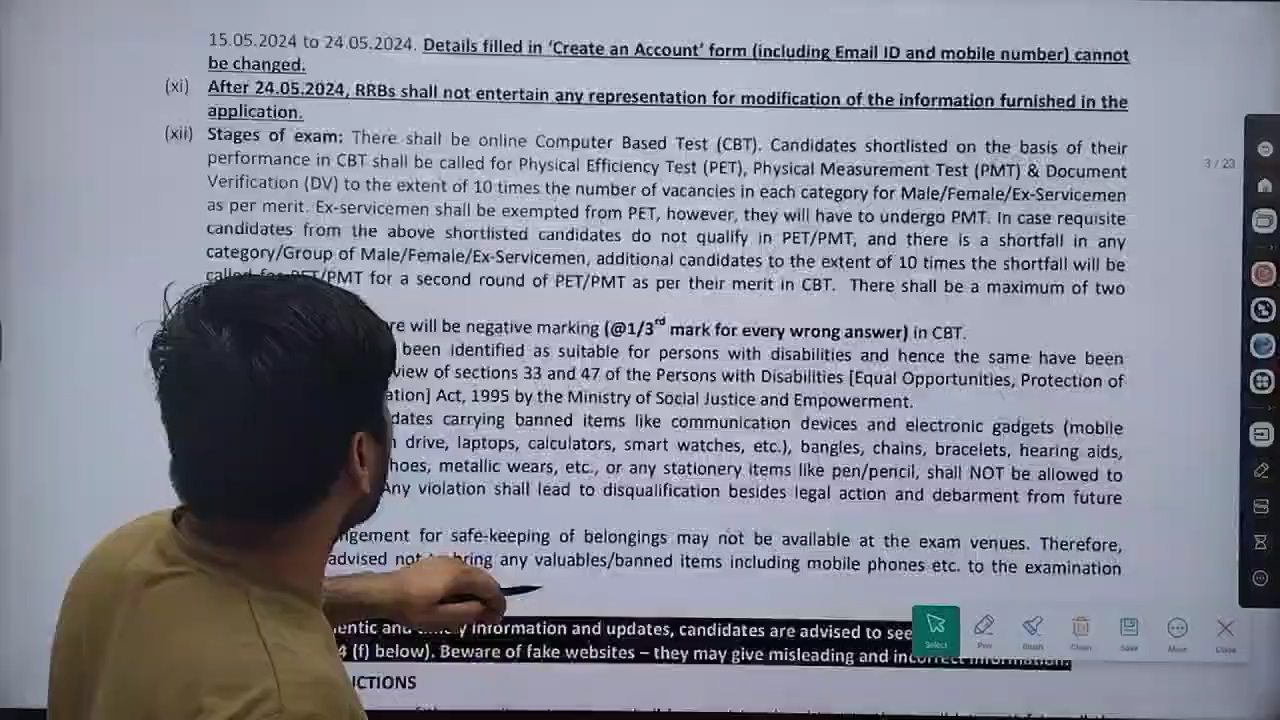 15.05.2024 to 24.05.2024. Details filled in ‘Create an Account’ form (including Email ID and mobile number) cannot
be changed.
(xi) After 24.05.2024, RRBs shall not entertain any representation for modification of the information furnished in the
application.
(xii) Stages of exam: There shall be online Computer Based Test (CBT). Candidates shortlisted on the basis of their
performance in CBT shall be called for Physical Efficiency Test (PET), Physical Measurement Test (PMT) & Document
3 / 23
Verification (DV) to the extent of 10 times the number of vacancies in each category for Male/Female/Ex-Servicemen
as per merit. Ex-servicemen shall be exempted from PET, however, they will have to undergo PMT. In case requisite
candidates from the above shortlisted candidates do not qualify in PET/PMT, and there is a shortfall in any
category/Group of Male/Female/Ex-Servicemen, additional candidates to the extent of 10 times the shortfall will be
called for PET/PMT for a second round of PET/PMT as per their merit in CBT. There shall be a maximum of two
re will be negative marking (@1/3rd mark for every wrong answer) in CBT.
been identified as suitable for persons with disabilities and hence the same have been
view of sections 33 and 47 of the Persons with Disabilities [Equal Opportunities, Protection of
ation] Act, 1995 by the Ministry of Social Justice and Empowerment.
dates carrying banned items like communication devices and electronic gadgets (mobile
drive, laptops, calculators, smart watches, etc.), bangles, chains, bracelets, hearing aids,
hoes, metallic wears, etc., or any stationery items like pen/pencil, shall NOT be allowed to
Any violation shall lead to disqualification besides legal action and debarment from future
ngement for safe-keeping of belongings may not be available at the exam venues. Therefore,
advised not to bring any valuables/banned items including mobile phones etc. to the examination
entic and timely information and updates, candidates are advised to see
4 (f) below). Beware of fake websites – they may give misleading and incorrect information.
Select Pen Brush Clean Save More Close
CTIONS